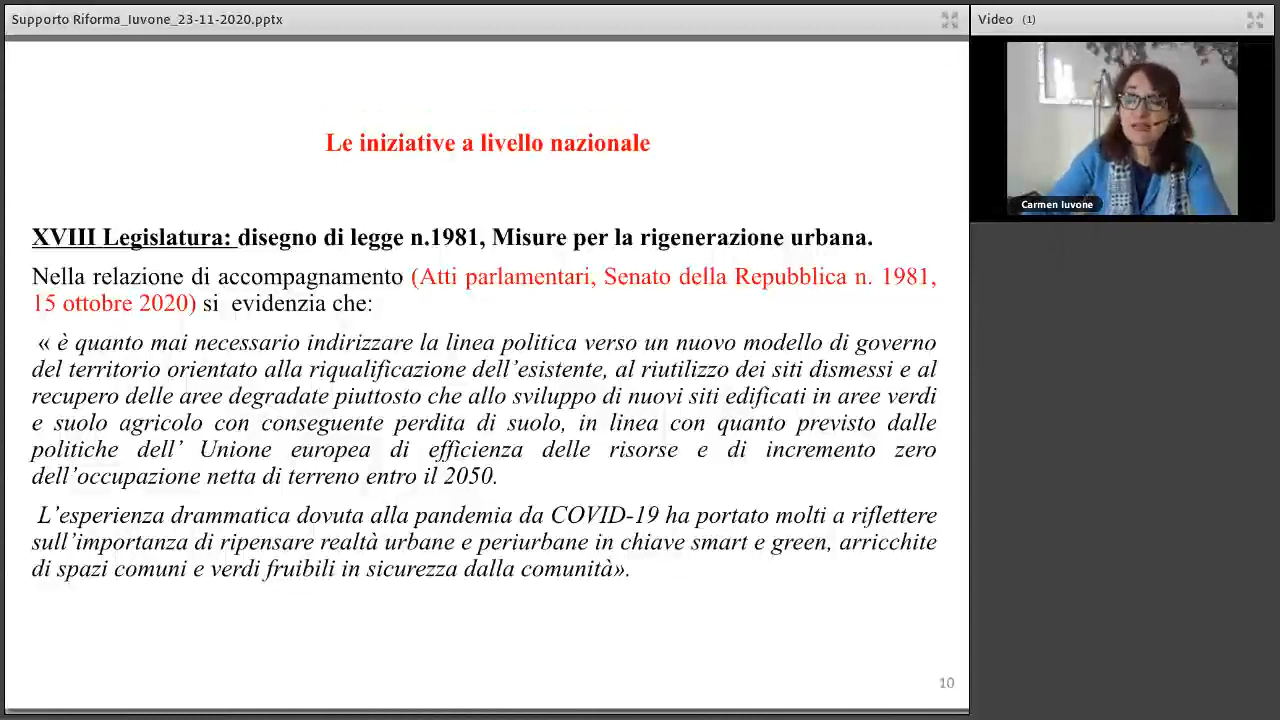 Supporto Riforma_Iuvone_23-11-2020.pptx
Video (1)
Carmen Iuvone
Le iniziative a livello nazionale
XVIII Legislatura: disegno di legge n.1981, Misure per la rigenerazione urbana.
Nella relazione di accompagnamento (Atti parlamentari, Senato della Repubblica n. 1981,
15 ottobre 2020) si evidenzia che:
« è quanto mai necessario indirizzare la linea politica verso un nuovo modello di governo
del territorio orientato alla riqualificazione dell’esistente, al riutilizzo dei siti dismessi e al
recupero delle aree degradate piuttosto che allo sviluppo di nuovi siti edificati in aree verdi
e suolo agricolo con conseguente perdita di suolo, in linea con quanto previsto dalle
politiche dell’ Unione europea di efficienza delle risorse e di incremento zero
dell’occupazione netta di terreno entro il 2050.
L’esperienza drammatica dovuta alla pandemia da COVID-19 ha portato molti a riflettere
sull’importanza di ripensare realtà urbane e periurbane in chiave smart e green, arricchite
di spazi comuni e verdi fruibili in sicurezza dalla comunità».
10